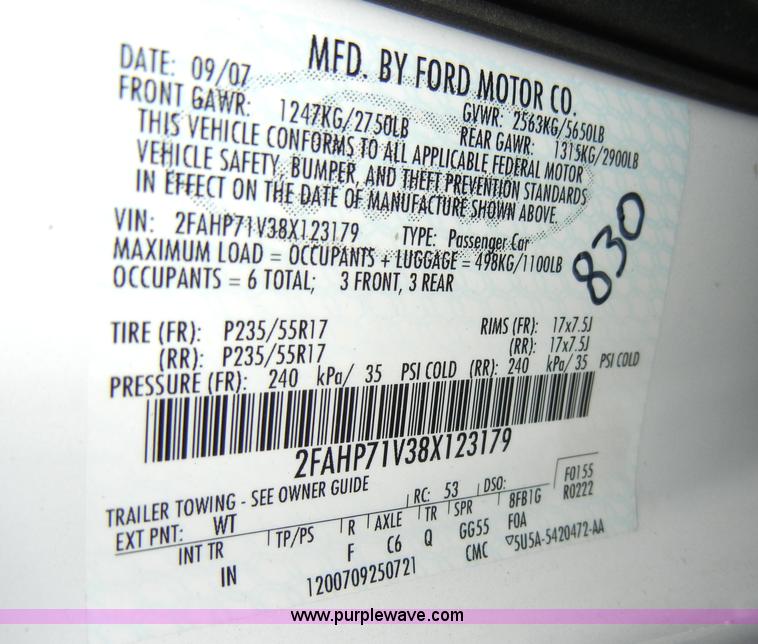 DATE: 09/07 MFD. BY FORD MOTOR CO.
FRONT GAWR: 1247KG/2750LB GVWR: 2563KG/5650LB
REAR GAWR: 1315KG/2900LB
THIS VEHICLE CONFORMS TO ALL APPLICABLE FEDERAL MOTOR
VEHICLE SAFETY, BUMPER, AND THEFT PREVENTION STANDARDS
IN EFFECT ON THE DATE OF MANUFACTURE SHOWN ABOVE.
VIN: 2FAHP71V38X123179 TYPE: Passenger Car
MAXIMUM LOAD = OCCUPANTS + LUGGAGE = 498KG/1100LB
OCCUPANTS = 6 TOTAL; 3 FRONT, 3 REAR
830
TIRE (FR): P235/55R17 RIMS (FR): 17x7.5J
(RR): P235/55R17 (RR): 17x7.5J
PRESSURE (FR): 240 kPa/ 35 PSI COLD (RR): 240 kPa/ 35 PSI COLD
2FAHP71V38X123179
TRAILER TOWING - SEE OWNER GUIDE
EXT PNT: WT RC: 53 DSO: 8FB1G F0155
R0222
INT TR TP/PS R AXLE TR SPR F0A
IN F C6 Q GG55 ▽5U5A-5420472-AA
1200709250721 CMC
www.purplewave.com